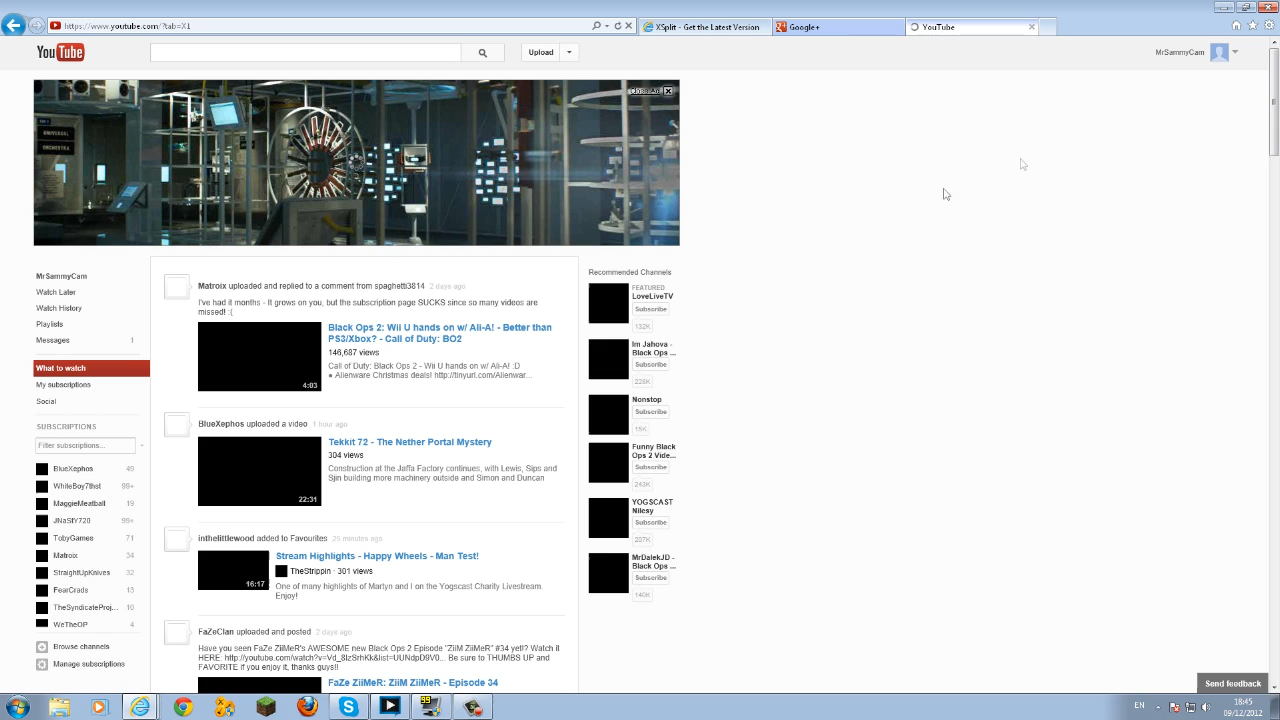 https://www.youtube.com/?tab=X1
XSplit - Get the Latest Version
Google+
YouTube
YouTube
Upload
MrSammyCam
UNIVERSAL
ORCHESTRA
MrSammyCam
Watch Later
Watch History
Playlists
Messages 1
What to watch
My subscriptions
Social
SUBSCRIPTIONS
Filter subscriptions...
BlueXephos 49
WhiteBoy7thst 99+
MaggieMeatball 19
JNaSty720 99+
TobyGames 71
Matroix 34
StraightUpKnives 32
FearCrads 13
TheSyndicateProj... 10
WeTheOP 4
Browse channels
Manage subscriptions
Matroix uploaded and replied to a comment from spaghetti3814 2 days ago
I've had it months - It grows on you, but the subscription page SUCKS since so many videos are
missed! :(
4:03
Black Ops 2: Wii U hands on w/ Ali-A! - Better than
PS3/Xbox? - Call of Duty: BO2
146,687 views
Call of Duty: Black Ops 2 - Wii U hands on w/ Ali-A! :D
● Alienware Christmas deals! http://tinyurl.com/Alienwar...
BlueXephos uploaded a video 1 hour ago
22:31
Tekkit 72 - The Nether Portal Mystery
304 views
Construction at the Jaffa Factory continues, with Lewis, Sips and
Sjin building more machinery outside and Simon and Duncan
inthelittlewood added to Favourites 25 minutes ago
16:17
Stream Highlights - Happy Wheels - Man Test!
TheStrippin · 301 views
One of many highlights of Martyn and I on the Yogscast Charity Livestream.
Enjoy!
FaZeClan uploaded and posted 2 days ago
Have you seen FaZe ZiiMeR's AWESOME new Black Ops 2 Episode "ZiiM ZiiMeR" #34 yet!? Watch it
HERE: http://youtube.com/watch?v=Vd_8IzSrhKk&list=UUNdpD9V0... Be sure to THUMBS UP and
FAVORITE if you enjoy it, thanks guys!!
FaZe ZiiMeR: ZiiM ZiiMeR - Episode 34
Recommended Channels
FEATURED
LoveLiveTV
Subscribe
132K
Im Jahova -
Black Ops ...
Subscribe
228K
Nonstop
Subscribe
15K
Funny Black
Ops 2 Vide...
Subscribe
243K
YOGSCAST
Nilesy
Subscribe
227K
MrDalekJD -
Black Ops ...
Subscribe
140K
Send feedback
EN
18:45
09/12/2012